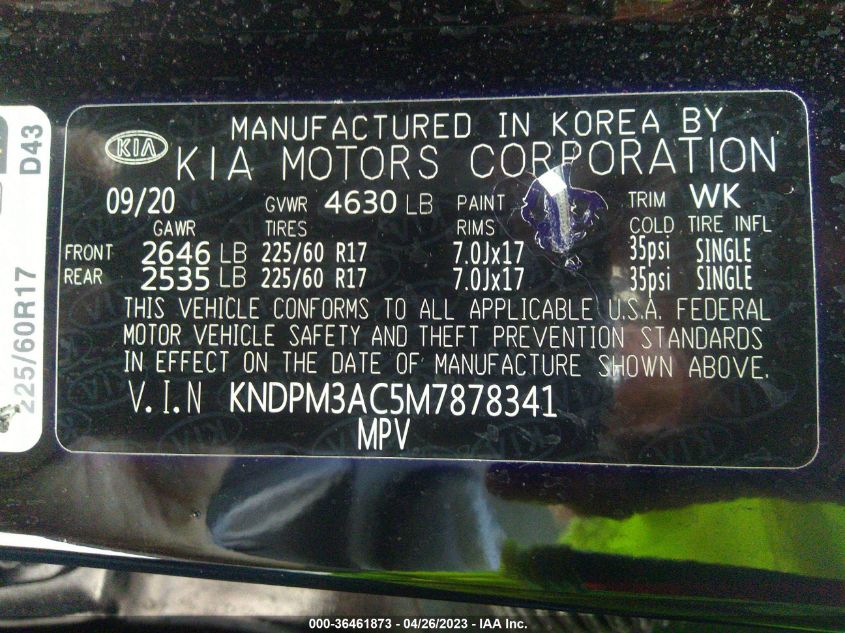 MANUFACTURED IN KOREA BY
KIA KIA MOTORS CORPORATION
09/20 GVWR 4630 LB PAINT TRIM WK
GAWR TIRES RIMS COLD TIRE INFL
FRONT 2646 LB 225/60 R17 7.0Jx17 35psi SINGLE
REAR 2535 LB 225/60 R17 7.0Jx17 35psi SINGLE
THIS VEHICLE CONFORMS TO ALL APPLICABLE U.S.A. FEDERAL
MOTOR VEHICLE SAFETY AND THEFT PREVENTION STANDARDS
IN EFFECT ON THE DATE OF MANUFACTURE SHOWN ABOVE.
V.I.N KNDPM3AC5M7878341
MPV
D43
225/60R17
000-36461873 - 04/26/2023 - IAA Inc.